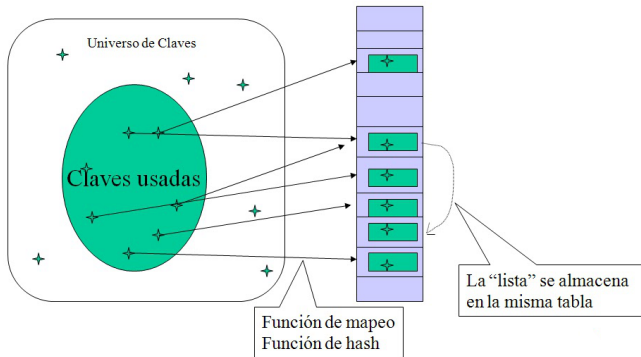 Universo de Claves
Claves usadas
La “lista” se almacena
en la misma tabla
Función de mapeo
Función de hash